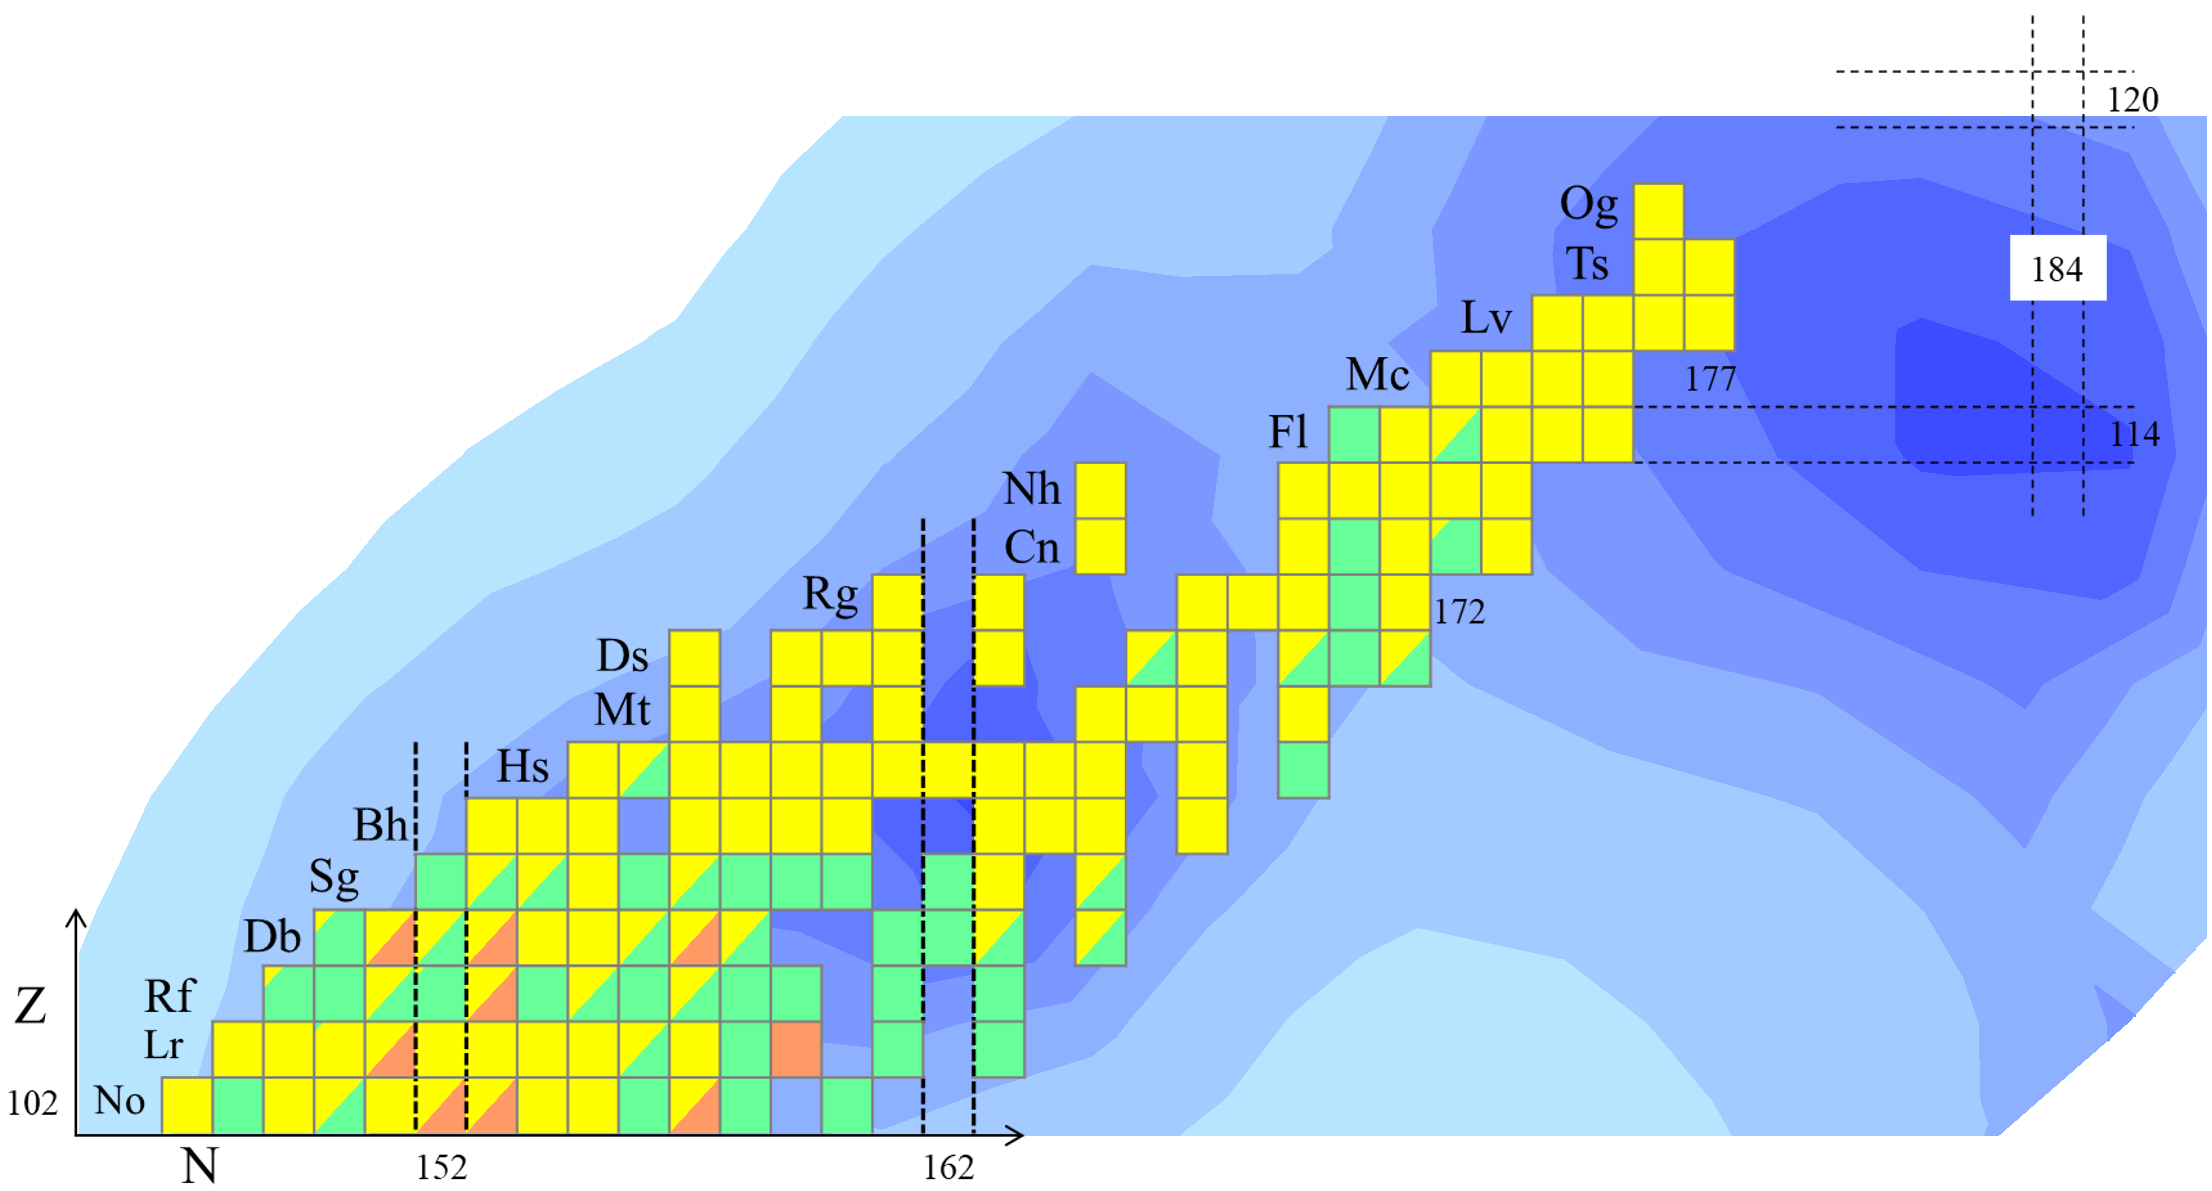 120
Og
Ts
184
Lv
Mc
177
Fl
114
Nh
Cn
Rg
172
Ds
Mt
Hs
Bh
Sg
Db
Rf
Z
Lr
102
No
N
152
162